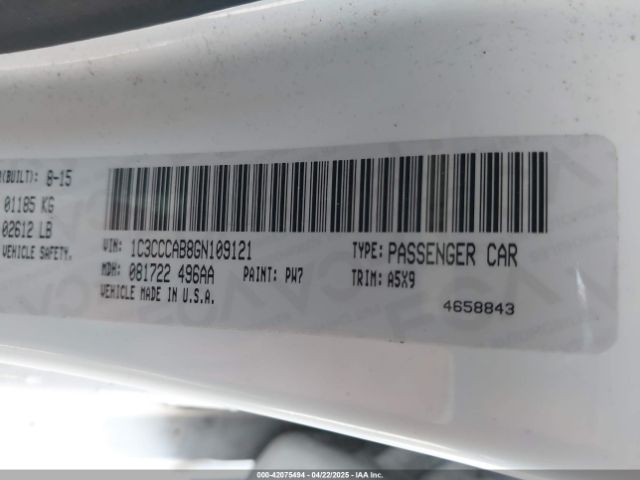 (BUILT): 8-15
01185 KG
02612 LB
VEHICLE SAFETY.
VIN: 1C3CCCAB8GN109121
TYPE: PASSENGER CAR
MDH: 081722 496AA
PAINT: PW7
TRIM: A5X9
VEHICLE MADE IN U.S.A.
4658843
000-42075494 - 04/22/2025 - IAA Inc.